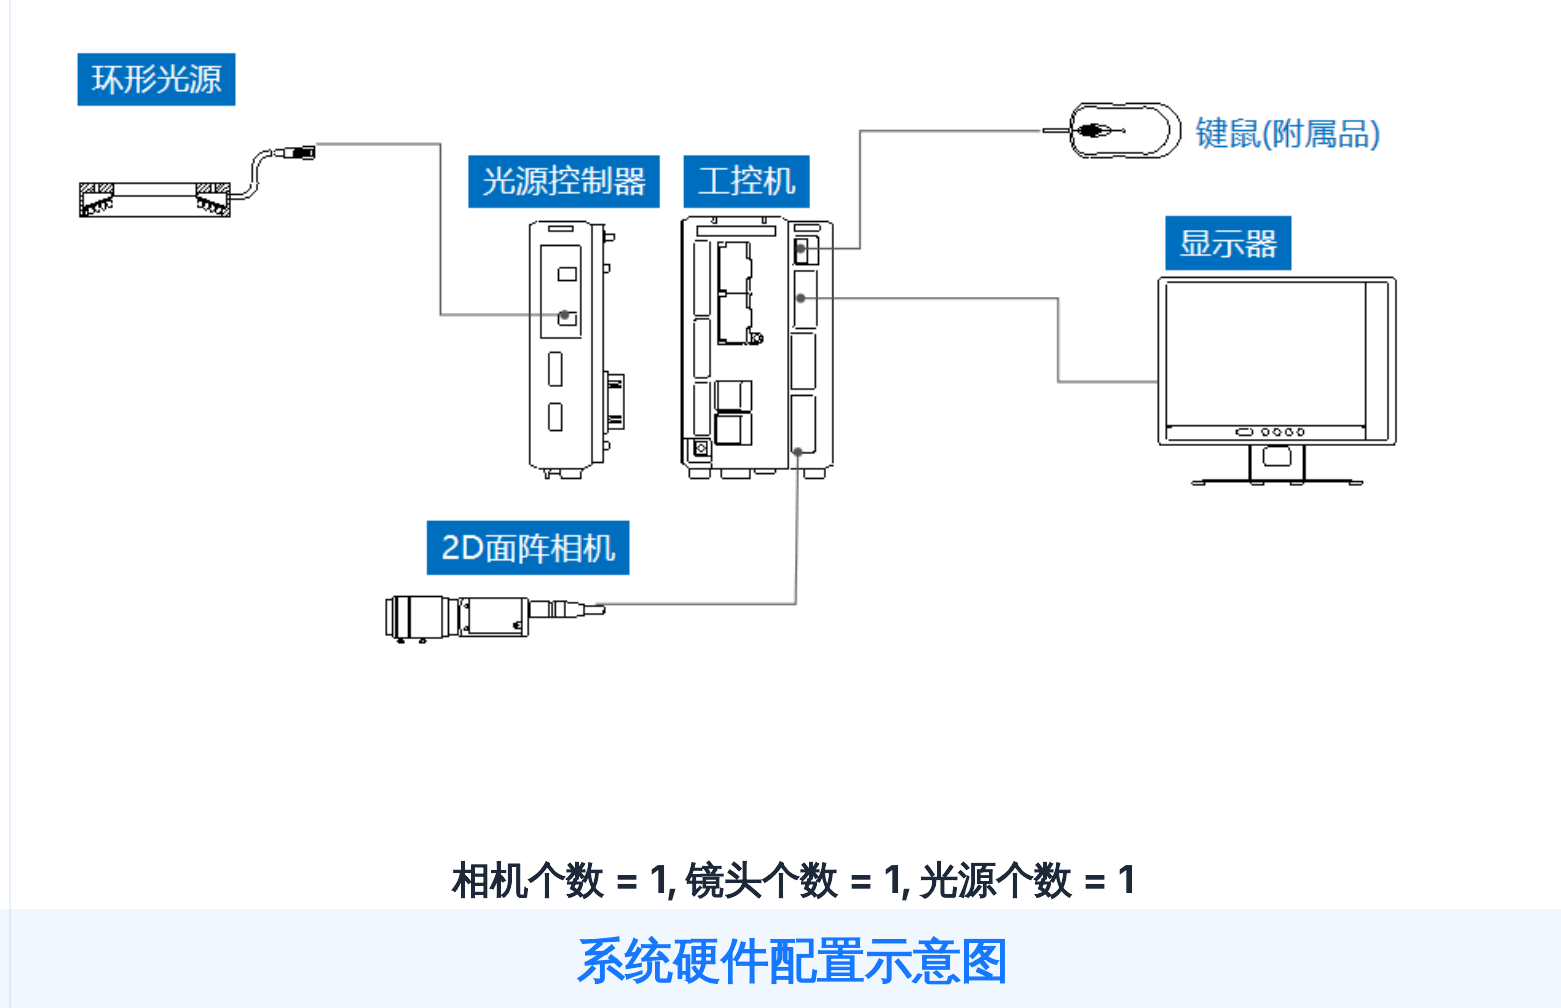 环形光源
键鼠(附属品)
光源控制器
工控机
显示器
2D面阵相机
相机个数 = 1, 镜头个数 = 1, 光源个数 = 1
系统硬件配置示意图